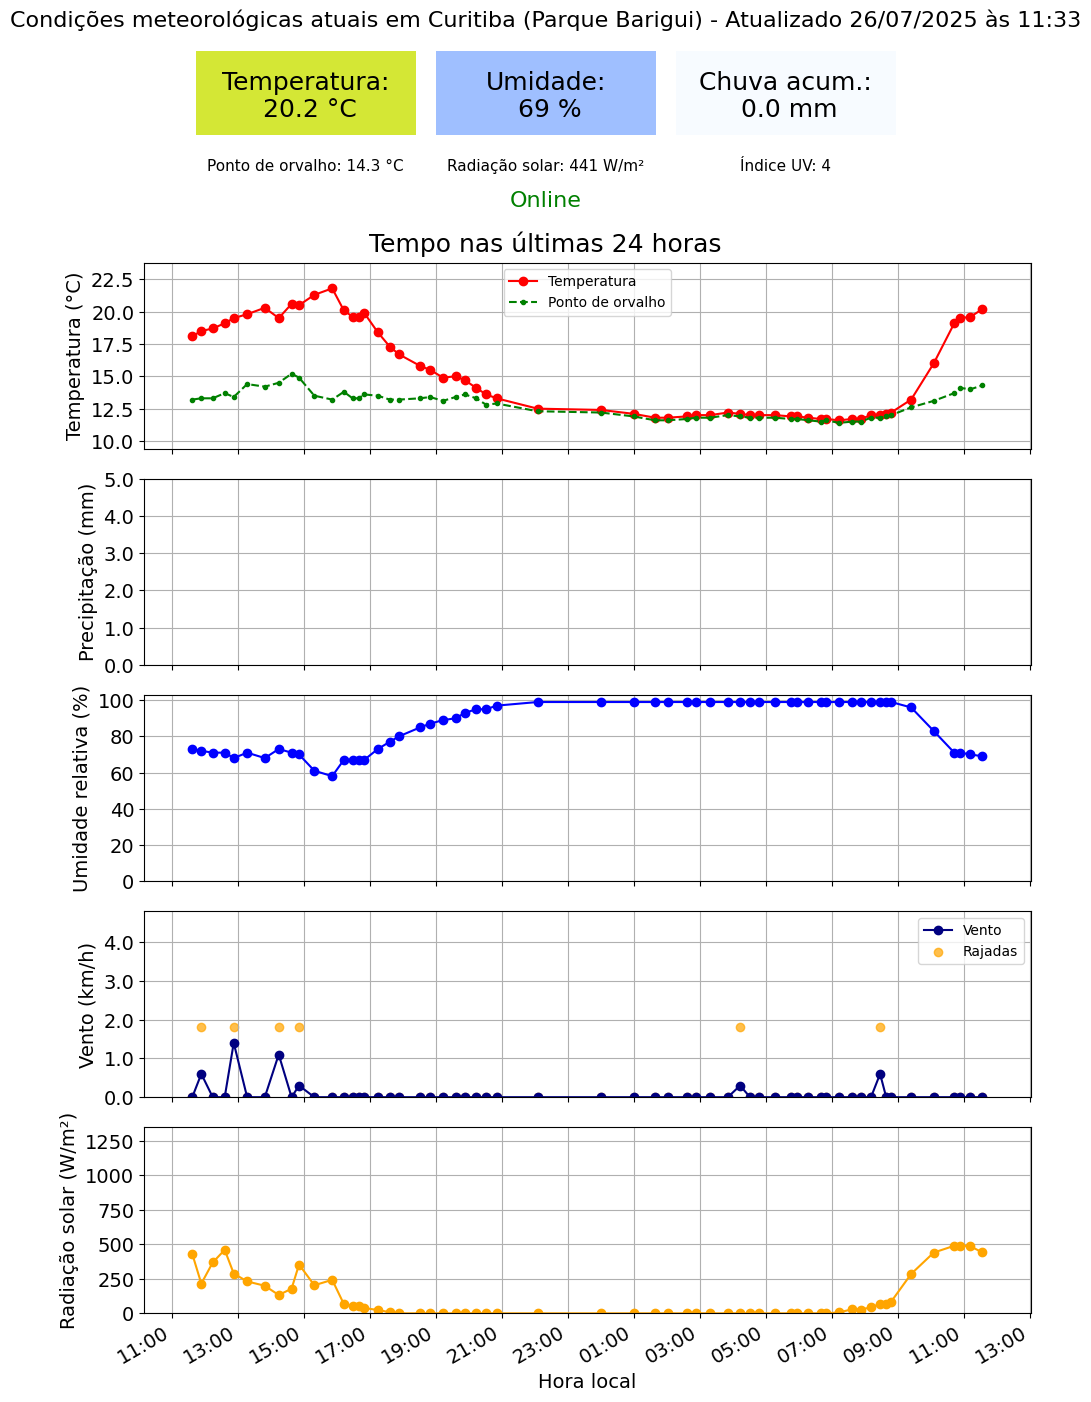 Condições meteorológicas atuais em Curitiba (Parque Barigui) - Atualizado 26/07/2025 às 11:33
Temperatura:
20.2 °C
Umidade:
69 %
Chuva acum.:
0.0 mm
Ponto de orvalho: 14.3 °C
Radiação solar: 441 W/m²
Índice UV: 4
Online
Tempo nas últimas 24 horas
Temperatura (°C)
22.5
20.0
17.5
15.0
12.5
10.0
Temperatura
Ponto de orvalho
Precipitação (mm)
5.0
4.0
3.0
2.0
1.0
0.0
Umidade relativa (%)
100
80
60
40
20
0
Vento (km/h)
4.0
3.0
2.0
1.0
0.0
Vento
Rajadas
Radiação solar (W/m²)
1250
1000
750
500
250
0
11:00
13:00
15:00
17:00
19:00
21:00
23:00
01:00
03:00
05:00
07:00
09:00
11:00
13:00
Hora local